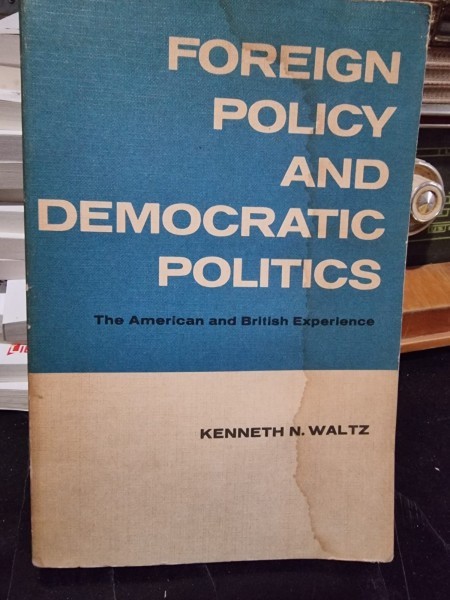 FOREIGN
POLICY
AND
DEMOCRATIC
POLITICS
The American and British Experience
KENNETH N. WALTZ